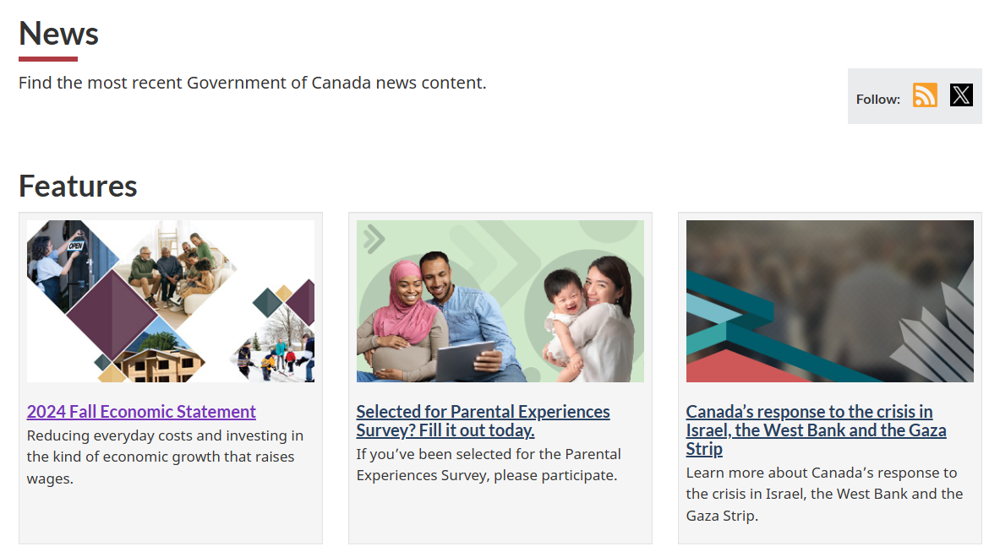 News
Find the most recent Government of Canada news content.
Follow:
Features
OPEN
2024 Fall Economic Statement
Reducing everyday costs and investing in
the kind of economic growth that raises
wages.
Selected for Parental Experiences
Survey? Fill it out today.
If you’ve been selected for the Parental
Experiences Survey, please participate.
Canada’s response to the crisis in
Israel, the West Bank and the Gaza
Strip
Learn more about Canada’s response to
the crisis in Israel, the West Bank and the
Gaza Strip.